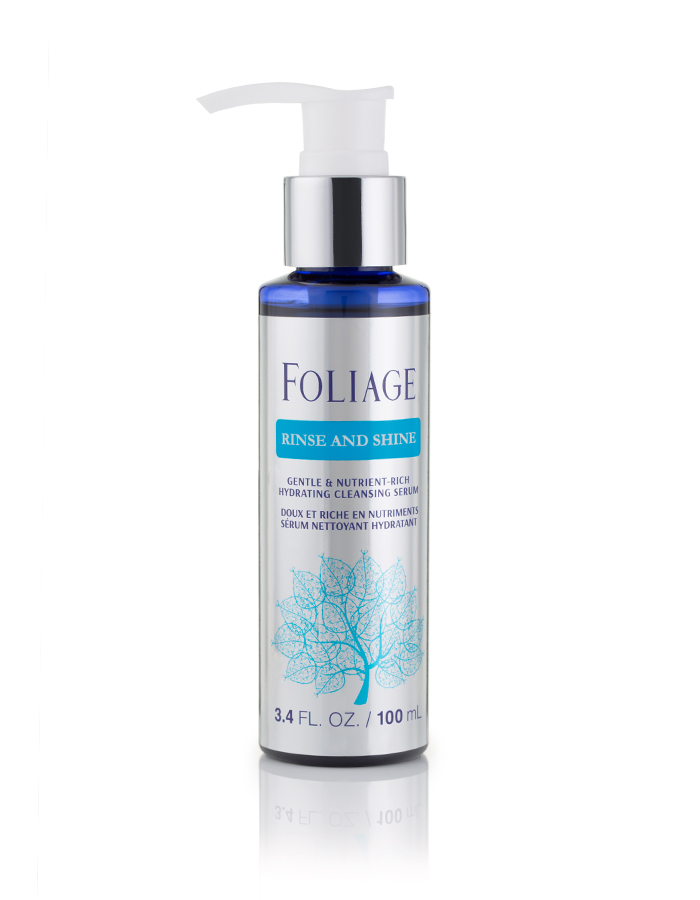 FOLIAGE
RINSE AND SHINE
GENTLE & NUTRIENT-RICH
HYDRATING CLEANSING SERUM
DOUX ET RICHE EN NUTRIMENTS
SÉRUM NETTOYANT HYDRATANT
3.4 FL. OZ. / 100 mL